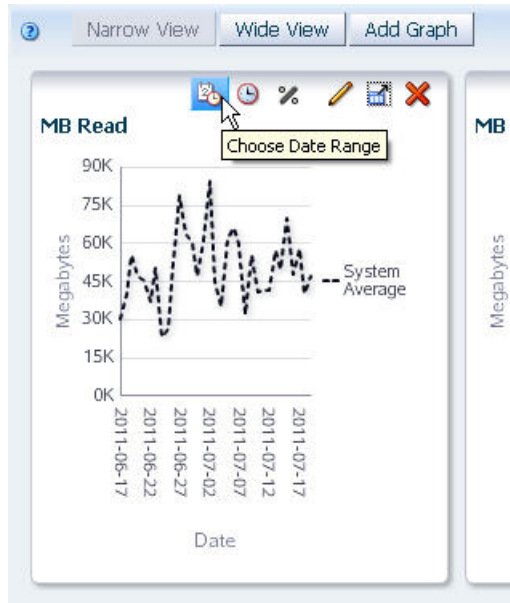 Narrow View Wide View Add Graph
MB Read
MB
Choose Date Range
90K
75K
60K
45K
30K
15K
0K
Megabytes
System
Average
Megabytes
2011-06-17
2011-06-22
2011-06-27
2011-07-02
2011-07-07
2011-07-12
2011-07-17
Date